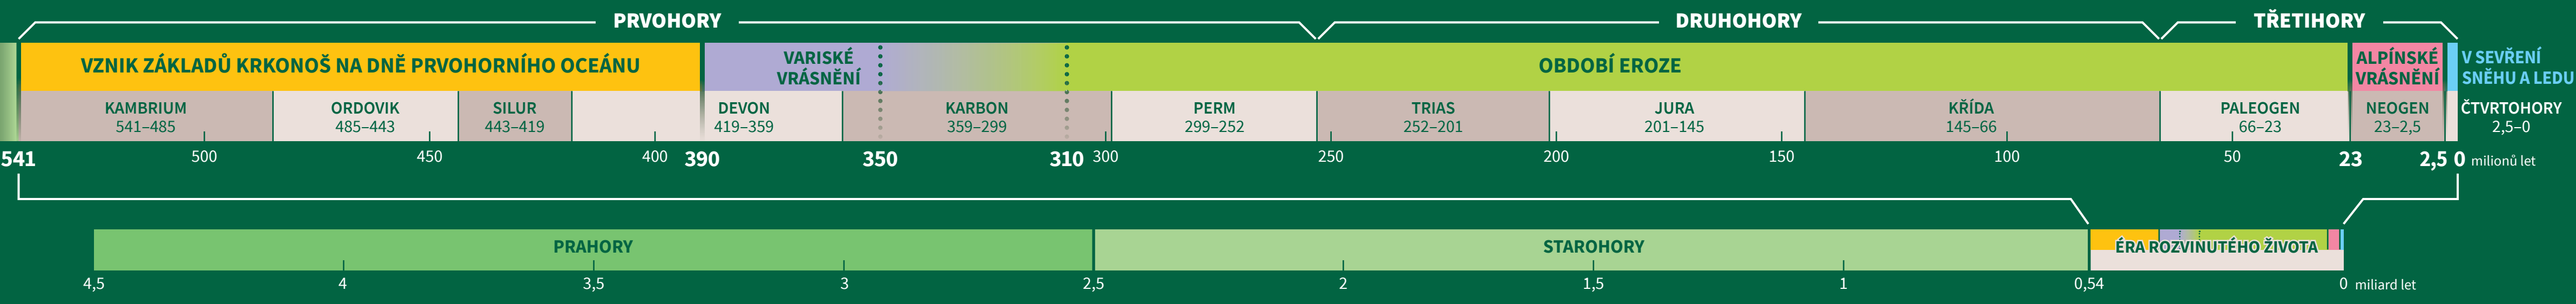 PRVOHORY
DRUHOHORY
TŘETIHORY
VZNIK ZÁKLADŮ KRKONOŠ NA DNĚ PRVOHORNÍHO OCEÁNU
VARISKÉ
VRÁSNĚNÍ
OBDOBÍ EROZE
ALPÍNSKÉ
VRÁSNĚNÍ
V SEVŘENÍ
SNĚHU A LEDU
KAMBRIUM
541–485
ORDOVIK
485–443
SILUR
443–419
DEVON
419–359
KARBON
359–299
PERM
299–252
TRIAS
252–201
JURA
201–145
KŘÍDA
145–66
PALEOGEN
66–23
NEOGEN
23–2,5
ČTVRTOHORY
2,5–0
541 500 450 400 390 350 310 300 250 200 150 100 50 23 2,5 0 milionů let
PRAHORY
STAROHORY
ÉRA ROZVINUTÉHO ŽIVOTA
4,5 4 3,5 3 2,5 2 1,5 1 0,54 0 miliard let